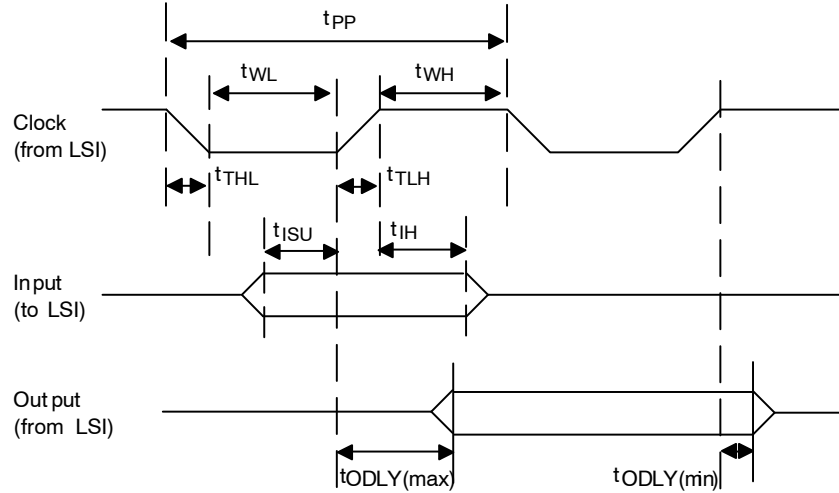 tPP
tWL
tWH
Clock
(from LSI)
tTHL
tTLH
tISU
tIH
Input
(to LSI)
Output
(from LSI)
tODLY(max)
tODLY(min)